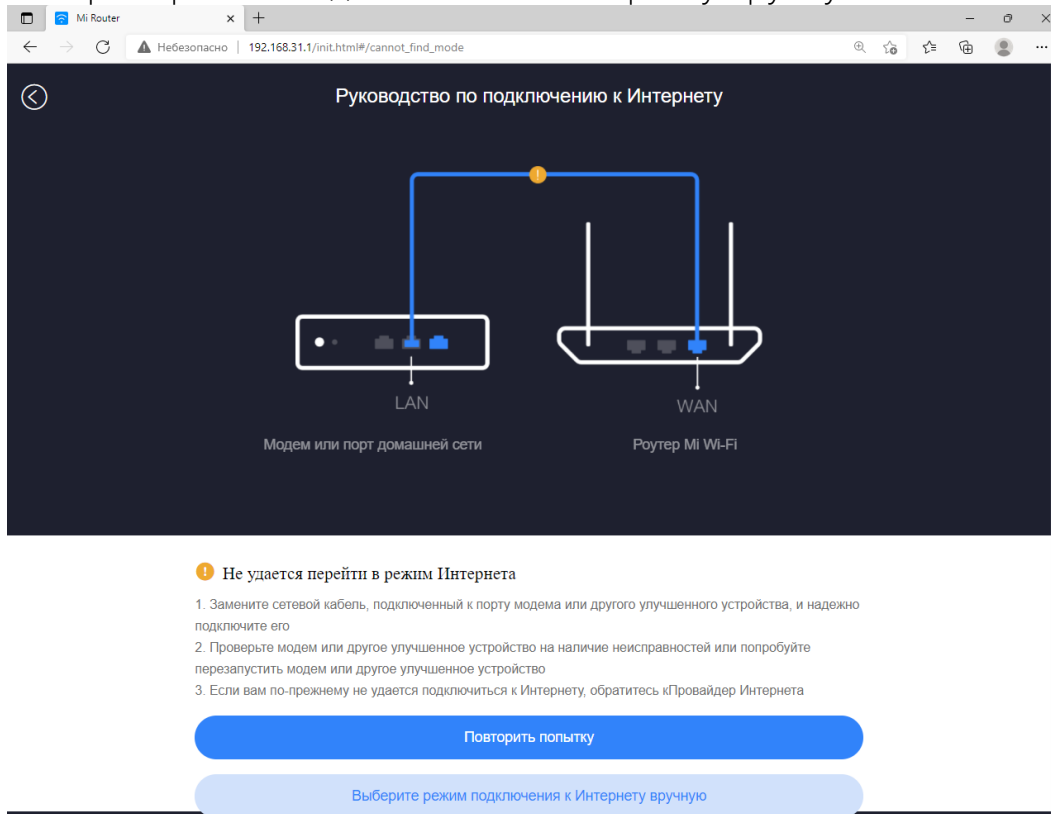 Mi Router
Небезопасно | 192.168.31.1/init.html#/cannot_find_mode
Руководство по подключению к Интернету
LAN
WAN
Модем или порт домашней сети
Роутер Mi Wi-Fi
Не удается перейти в режим Интернета
1. Замените сетевой кабель, подключенный к порту модема или другого улучшенного устройства, и надежно
подключите его
2. Проверьте модем или другое улучшенное устройство на наличие неисправностей или попробуйте
перезапустить модем или другое улучшенное устройство
3. Если вам по-прежнему не удается подключиться к Интернету, обратитесь кПровайдер Интернета
Повторить попытку
Выберите режим подключения к Интернету вручную